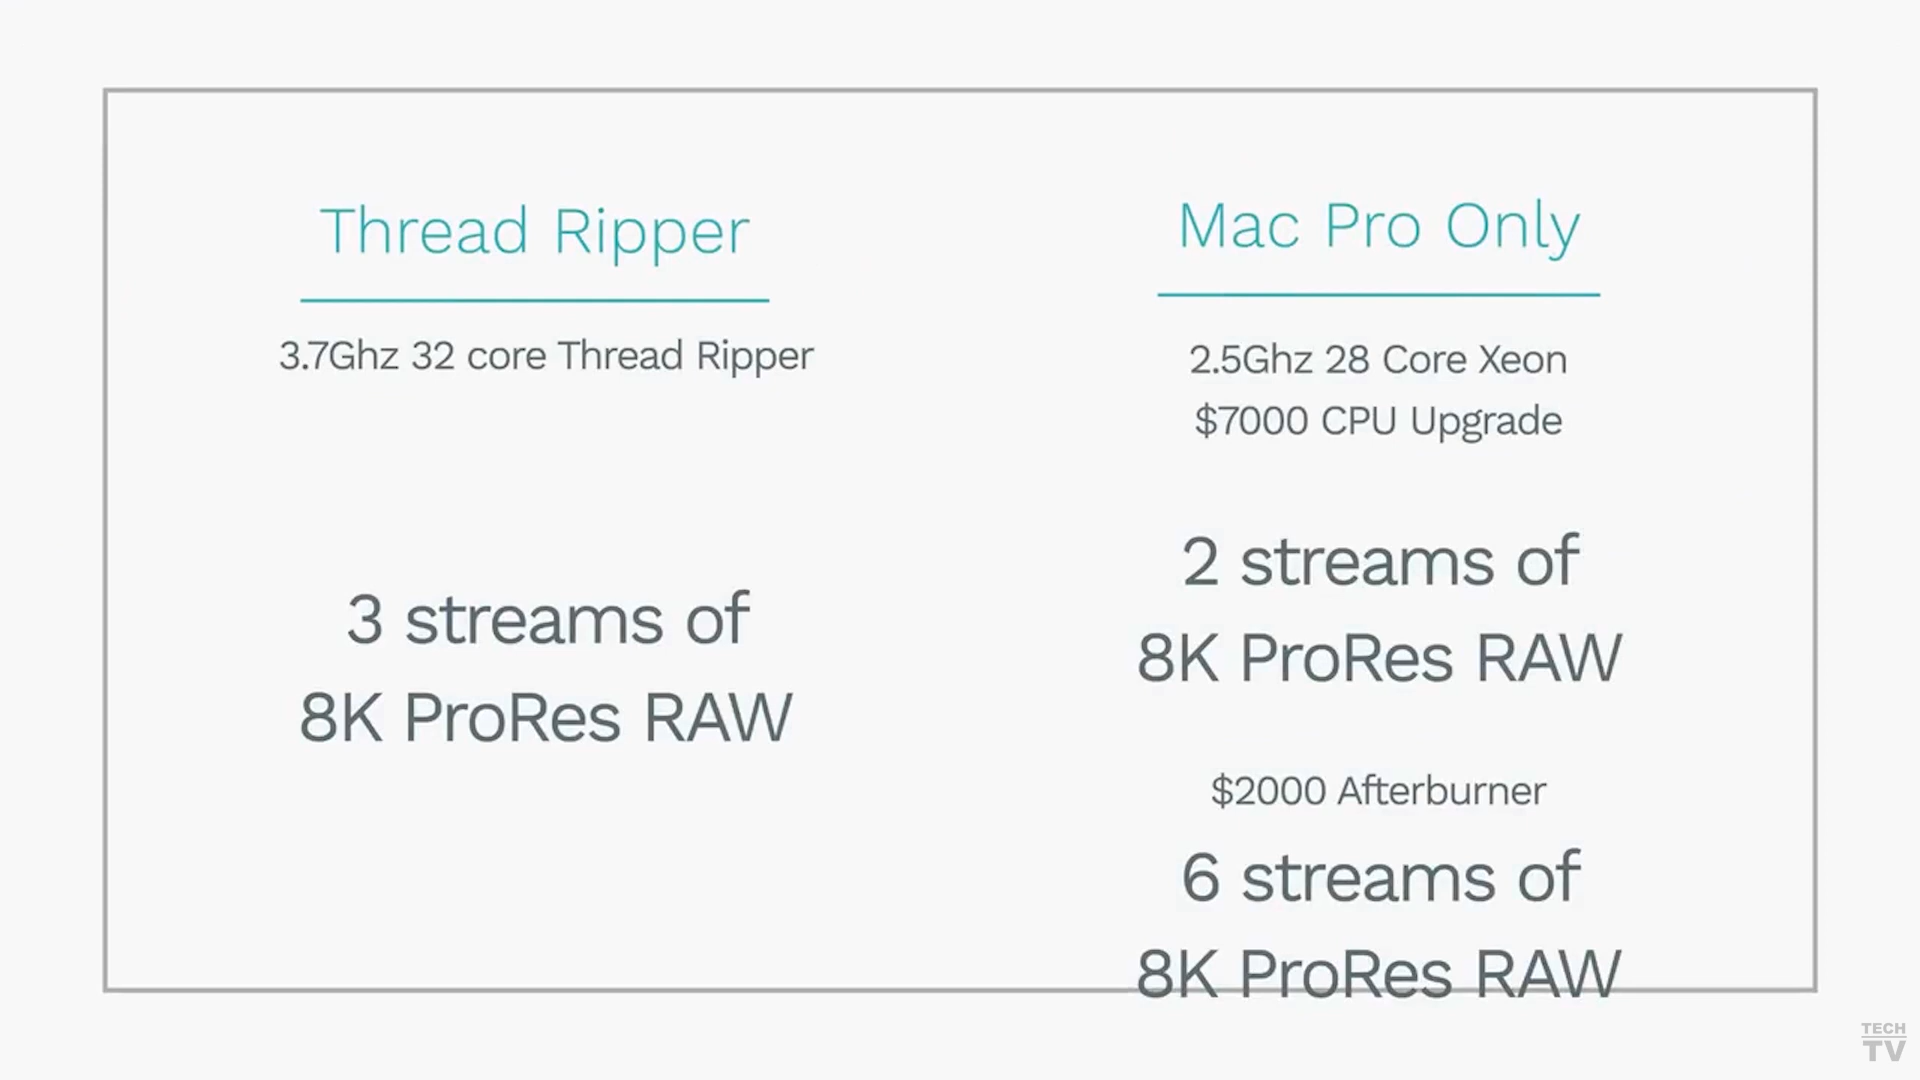 Thread Ripper
3.7Ghz 32 core Thread Ripper
3 streams of
8K ProRes RAW
Mac Pro Only
2.5Ghz 28 Core Xeon
$7000 CPU Upgrade
2 streams of
8K ProRes RAW
$2000 Afterburner
6 streams of
8K ProRes RAW
TECH
TV